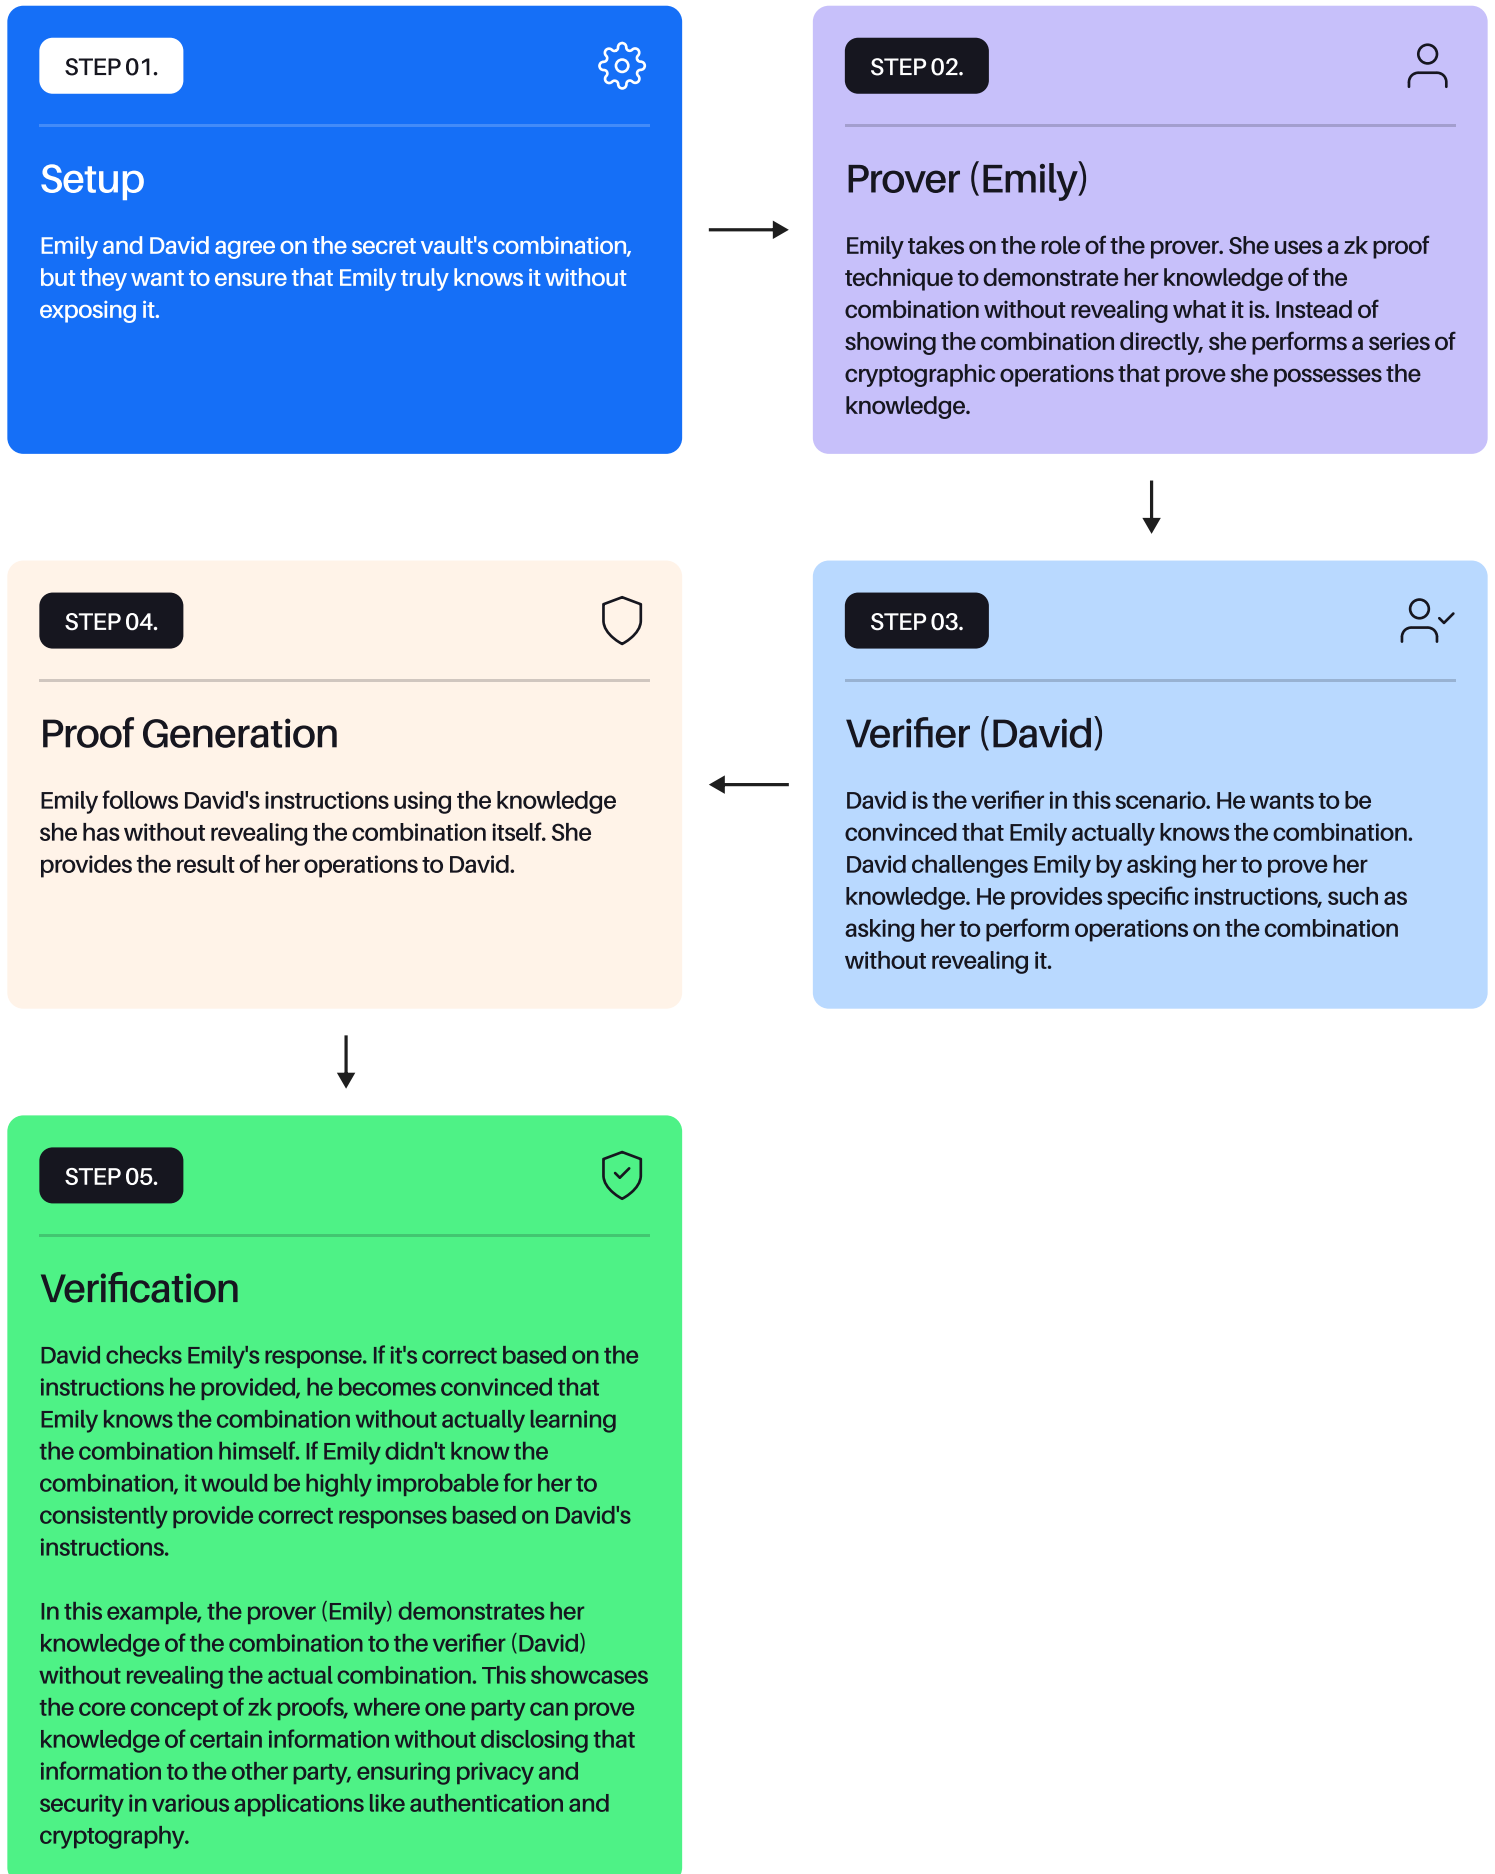 STEP 01.
Setup
Emily and David agree on the secret vault's combination,
but they want to ensure that Emily truly knows it without
exposing it.
STEP 02.
Prover (Emily)
Emily takes on the role of the prover. She uses a zk proof
technique to demonstrate her knowledge of the
combination without revealing what it is. Instead of
showing the combination directly, she performs a series of
cryptographic operations that prove she possesses the
knowledge.
STEP 03.
Verifier (David)
David is the verifier in this scenario. He wants to be
convinced that Emily actually knows the combination.
David challenges Emily by asking her to prove her
knowledge. He provides specific instructions, such as
asking her to perform operations on the combination
without revealing it.
STEP 04.
Proof Generation
Emily follows David's instructions using the knowledge
she has without revealing the combination itself. She
provides the result of her operations to David.
STEP 05.
Verification
David checks Emily's response. If it's correct based on the
instructions he provided, he becomes convinced that
Emily knows the combination without actually learning
the combination himself. If Emily didn't know the
combination, it would be highly improbable for her to
consistently provide correct responses based on David's
instructions.
In this example, the prover (Emily) demonstrates her
knowledge of the combination to the verifier (David)
without revealing the actual combination. This showcases
the core concept of zk proofs, where one party can prove
knowledge of certain information without disclosing that
information to the other party, ensuring privacy and
security in various applications like authentication and
cryptography.